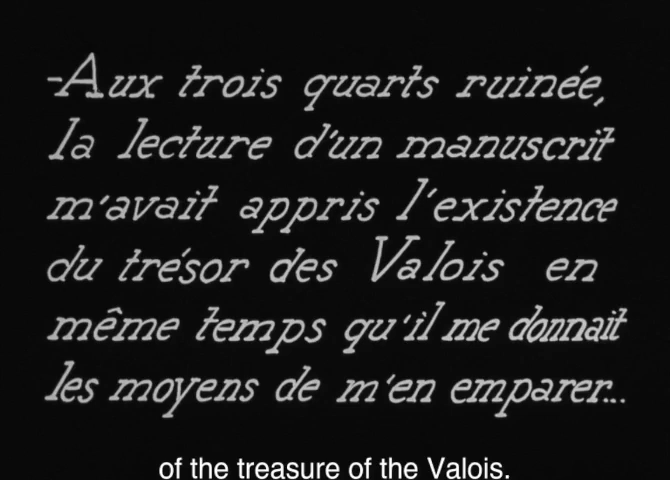 -Aux trois quarts ruinée,
la lecture d'un manuscrit
m'avait appris l'existence
du trésor des Valois en
même temps qu'il me donnait
les moyens de m'en emparer...
of the treasure of the Valois.